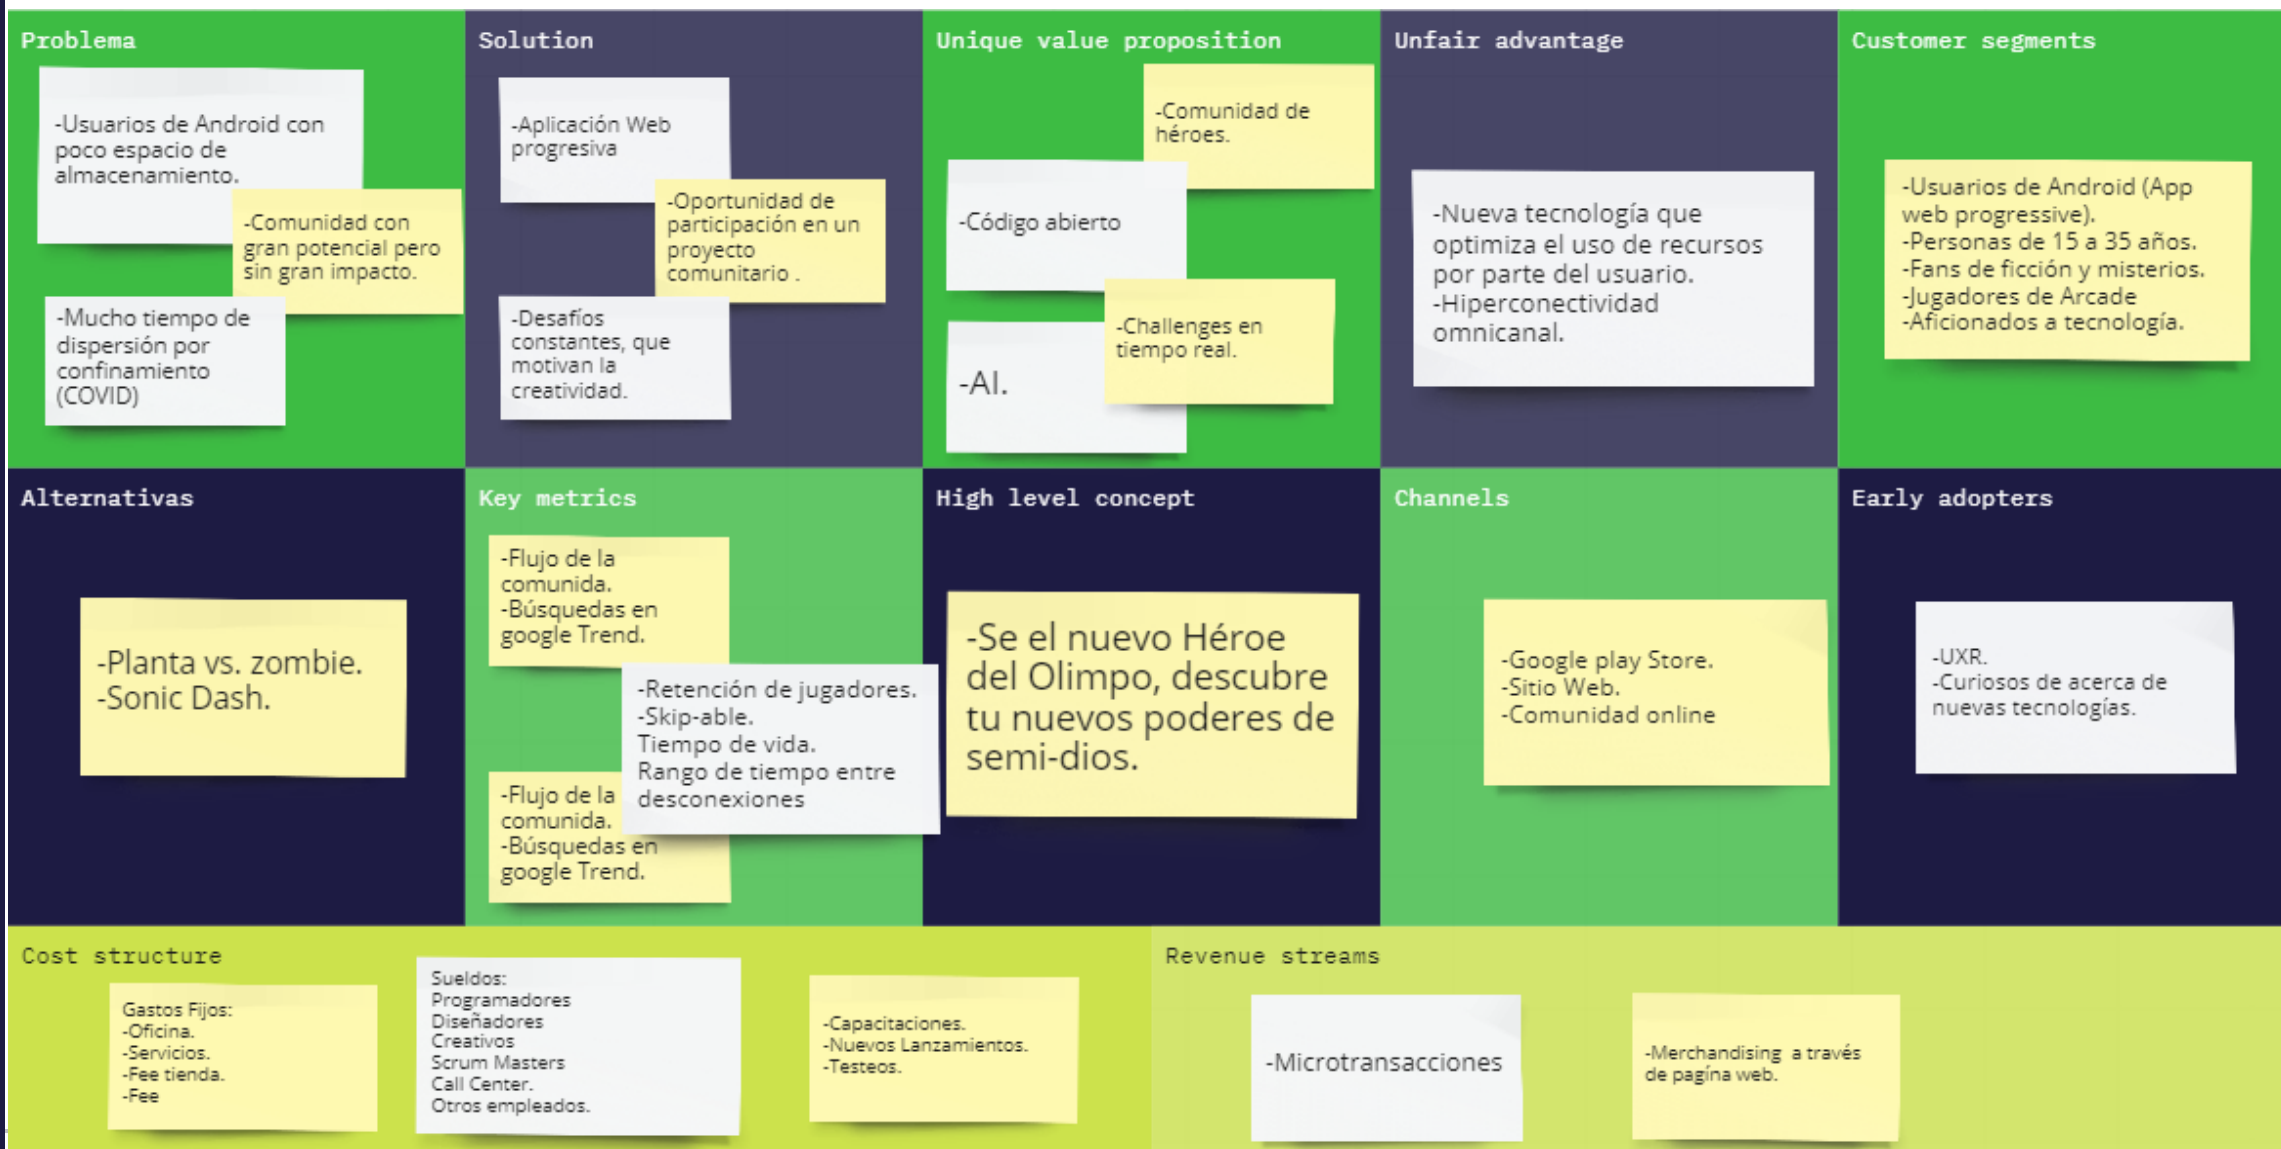 Problema
-Usuarios de Android con
poco espacio de
almacenamiento.
-Comunidad con
gran potencial pero
sin gran impacto.
-Mucho tiempo de
dispersión por
confinamiento
(COVID)
Solution
-Aplicación Web
progresiva
-Oportunidad de
participación en un
proyecto
comunitario .
-Desafíos
constantes, que
motivan la
creatividad.
Unique value proposition
-Comunidad de
héroes.
-Código abierto
-Challenges en
tiempo real.
-AI.
Unfair advantage
-Nueva tecnología que
optimiza el uso de recursos
por parte del usuario.
-Hiperconectividad
omnicanal.
Customer segments
-Usuarios de Android (App
web progressive).
-Personas de 15 a 35 años.
-Fans de ficción y misterios.
-Jugadores de Arcade
-Aficionados a tecnología.
Alternativas
-Planta vs. zombie.
-Sonic Dash.
Key metrics
-Flujo de la
comunida.
-Búsquedas en
google Trend.
-Retención de jugadores.
-Skip-able.
Tiempo de vida.
Rango de tiempo entre
desconexiones
-Flujo de la
comunida.
-Búsquedas en
google Trend.
High level concept
-Se el nuevo Héroe
del Olimpo, descubre
tu nuevos poderes de
semi-dios.
Channels
-Google play Store.
-Sitio Web.
-Comunidad online
Early adopters
-UXR.
-Curiosos de acerca de
nuevas tecnologías.
Cost structure
Gastos Fijos:
-Oficina.
-Servicios.
-Fee tienda.
-Fee
Sueldos:
Programadores
Diseñadores
Creativos
Scrum Masters
Call Center.
Otros empleados.
-Capacitaciones.
-Nuevos Lanzamientos.
-Testeos.
Revenue streams
-Microtransacciones
-Merchandising a través
de pagína web.